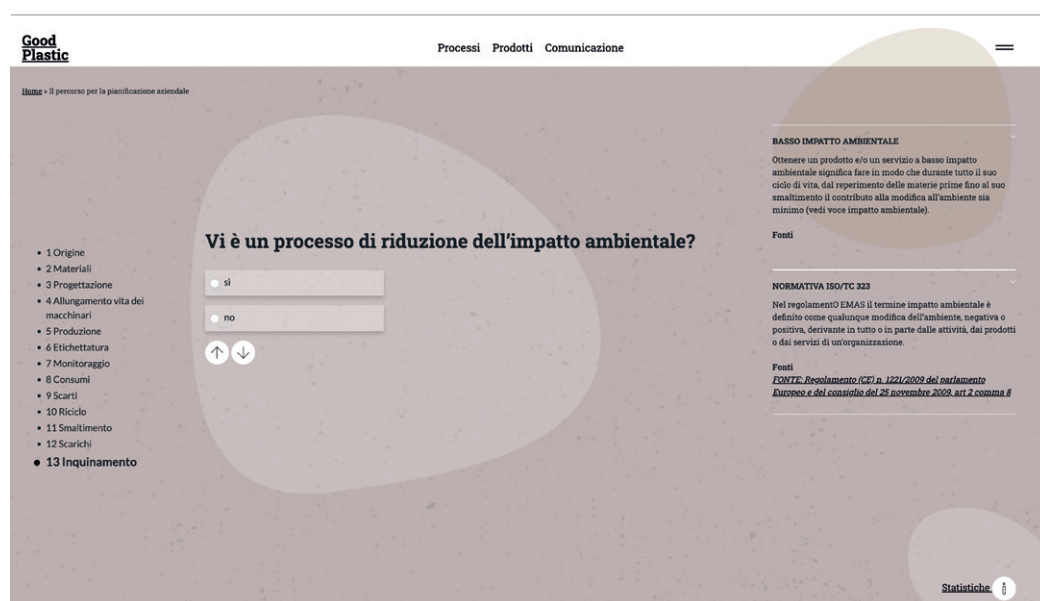 Good
Plastic
Processi Prodotti Comunicazione
Home > Il percorso per la pianificazione aziendale
• 1 Origine
• 2 Materiali
• 3 Progettazione
• 4 Allungamento vita dei
macchinari
• 5 Produzione
• 6 Etichettatura
• 7 Monitoraggio
• 8 Consumi
• 9 Scarti
• 10 Riciclo
• 11 Smaltimento
• 12 Scarichi
• 13 Inquinamento
Vi è un processo di riduzione dell'impatto ambientale?
sì
no
BASSO IMPATTO AMBIENTALE
Ottenere un prodotto e/o un servizio a basso impatto
ambientale significa fare in modo che durante tutto il suo
ciclo di vita, dal reperimento delle materie prime fino al suo
smaltimento il contributo alla modifica all'ambiente sia
minimo (vedi voce impatto ambientale).
Fonti
NORMATIVA ISO/TC 323
Nel regolamentO EMAS il termine impatto ambientale è
definito come qualunque modifica dell'ambiente, negativa o
positiva, derivante in tutto o in parte dalle attività, dai prodotti
o dai servizi di un'organizzazione.
Fonti
FONTE: Regolamento (CE) n. 1221/2009 del parlamento
Europeo e del consiglio del 25 novembre 2009, art 2 comma 8
Statistiche i